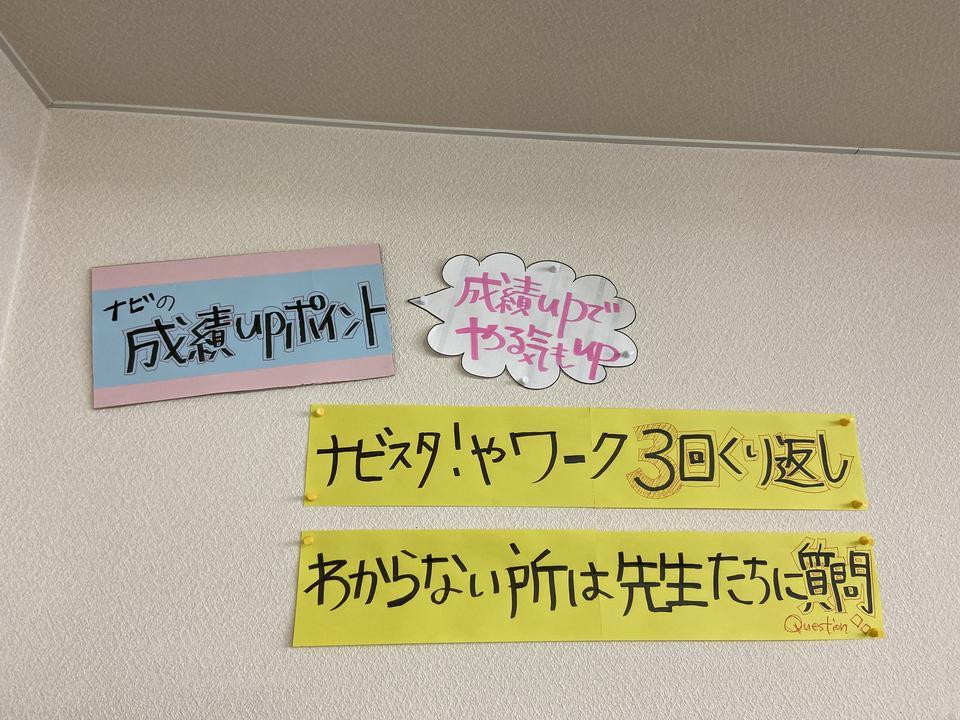 ナビの
成績upポイント
成績upで
やる気もup
ナビスタ!やワーク3回くり返し
わからない所は先生たちに質問
Question